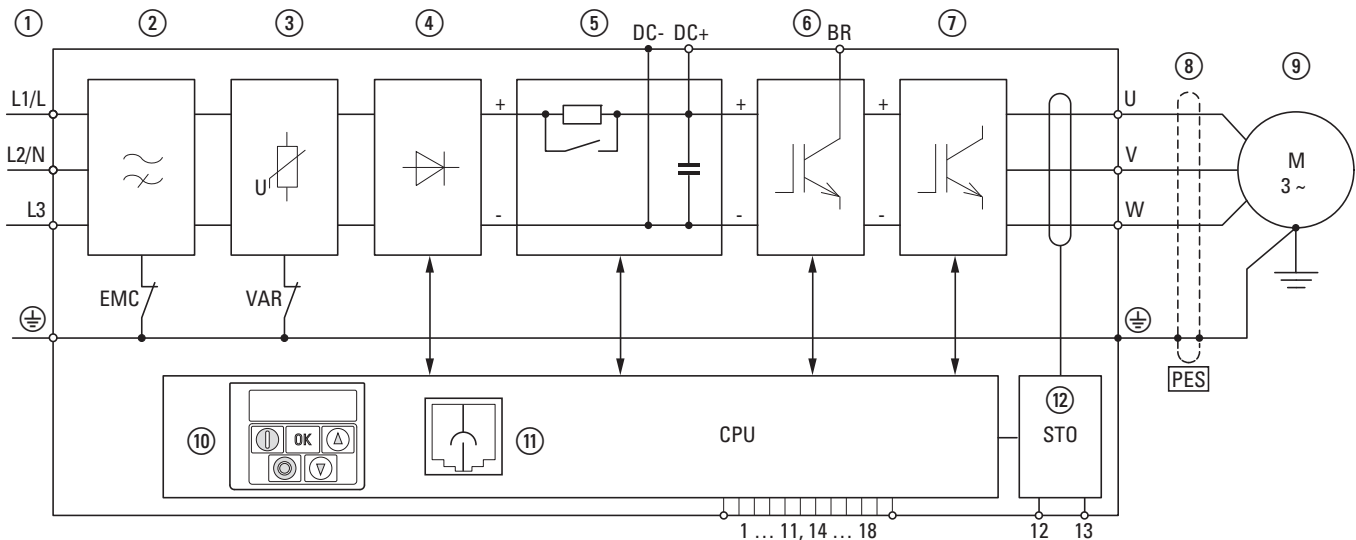 ① ② ③ ④ ⑤ ⑥ ⑦ ⑧ ⑨
DC- DC+ BR
L1/L + + + U
L2/N V M
3 ~
U
L3 - - - W
EMC VAR
PES
⑩ OK ⑪ CPU ⑫
STO
1 … 11, 14 … 18 12 13